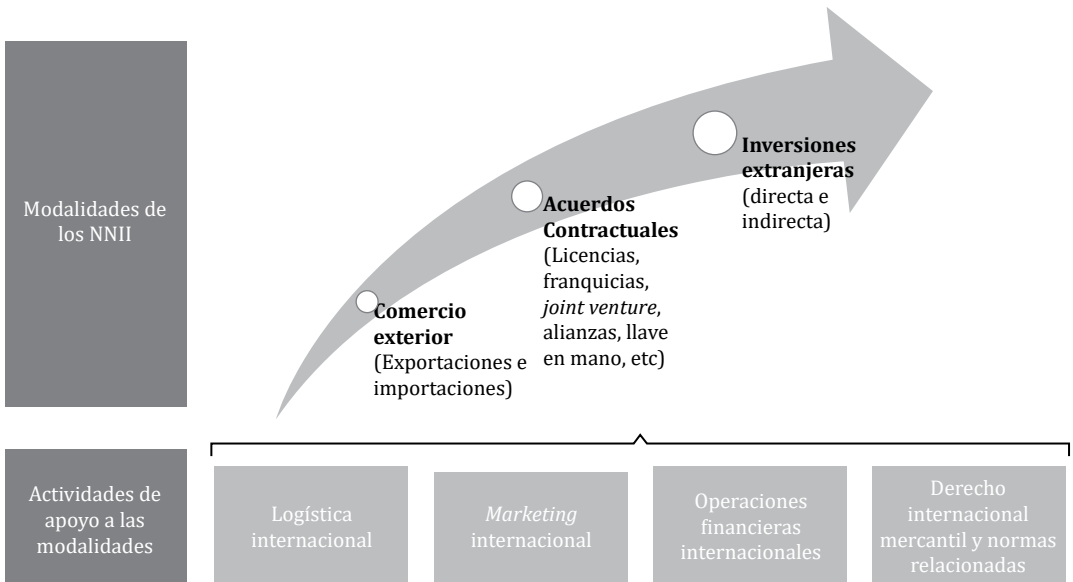 Modalidades de
los NNII
Inversiones
extranjeras
(directa e
indirecta)
Acuerdos
Contractuales
(Licencias,
franquicias,
joint venture,
alianzas, llave
en mano, etc)
Comercio
exterior
(Exportaciones e
importaciones)
Actividades de
apoyo a las
modalidades
Logística
internacional
Marketing
internacional
Operaciones
financieras
internacionales
Derecho
internacional
mercantil y normas
relacionadas